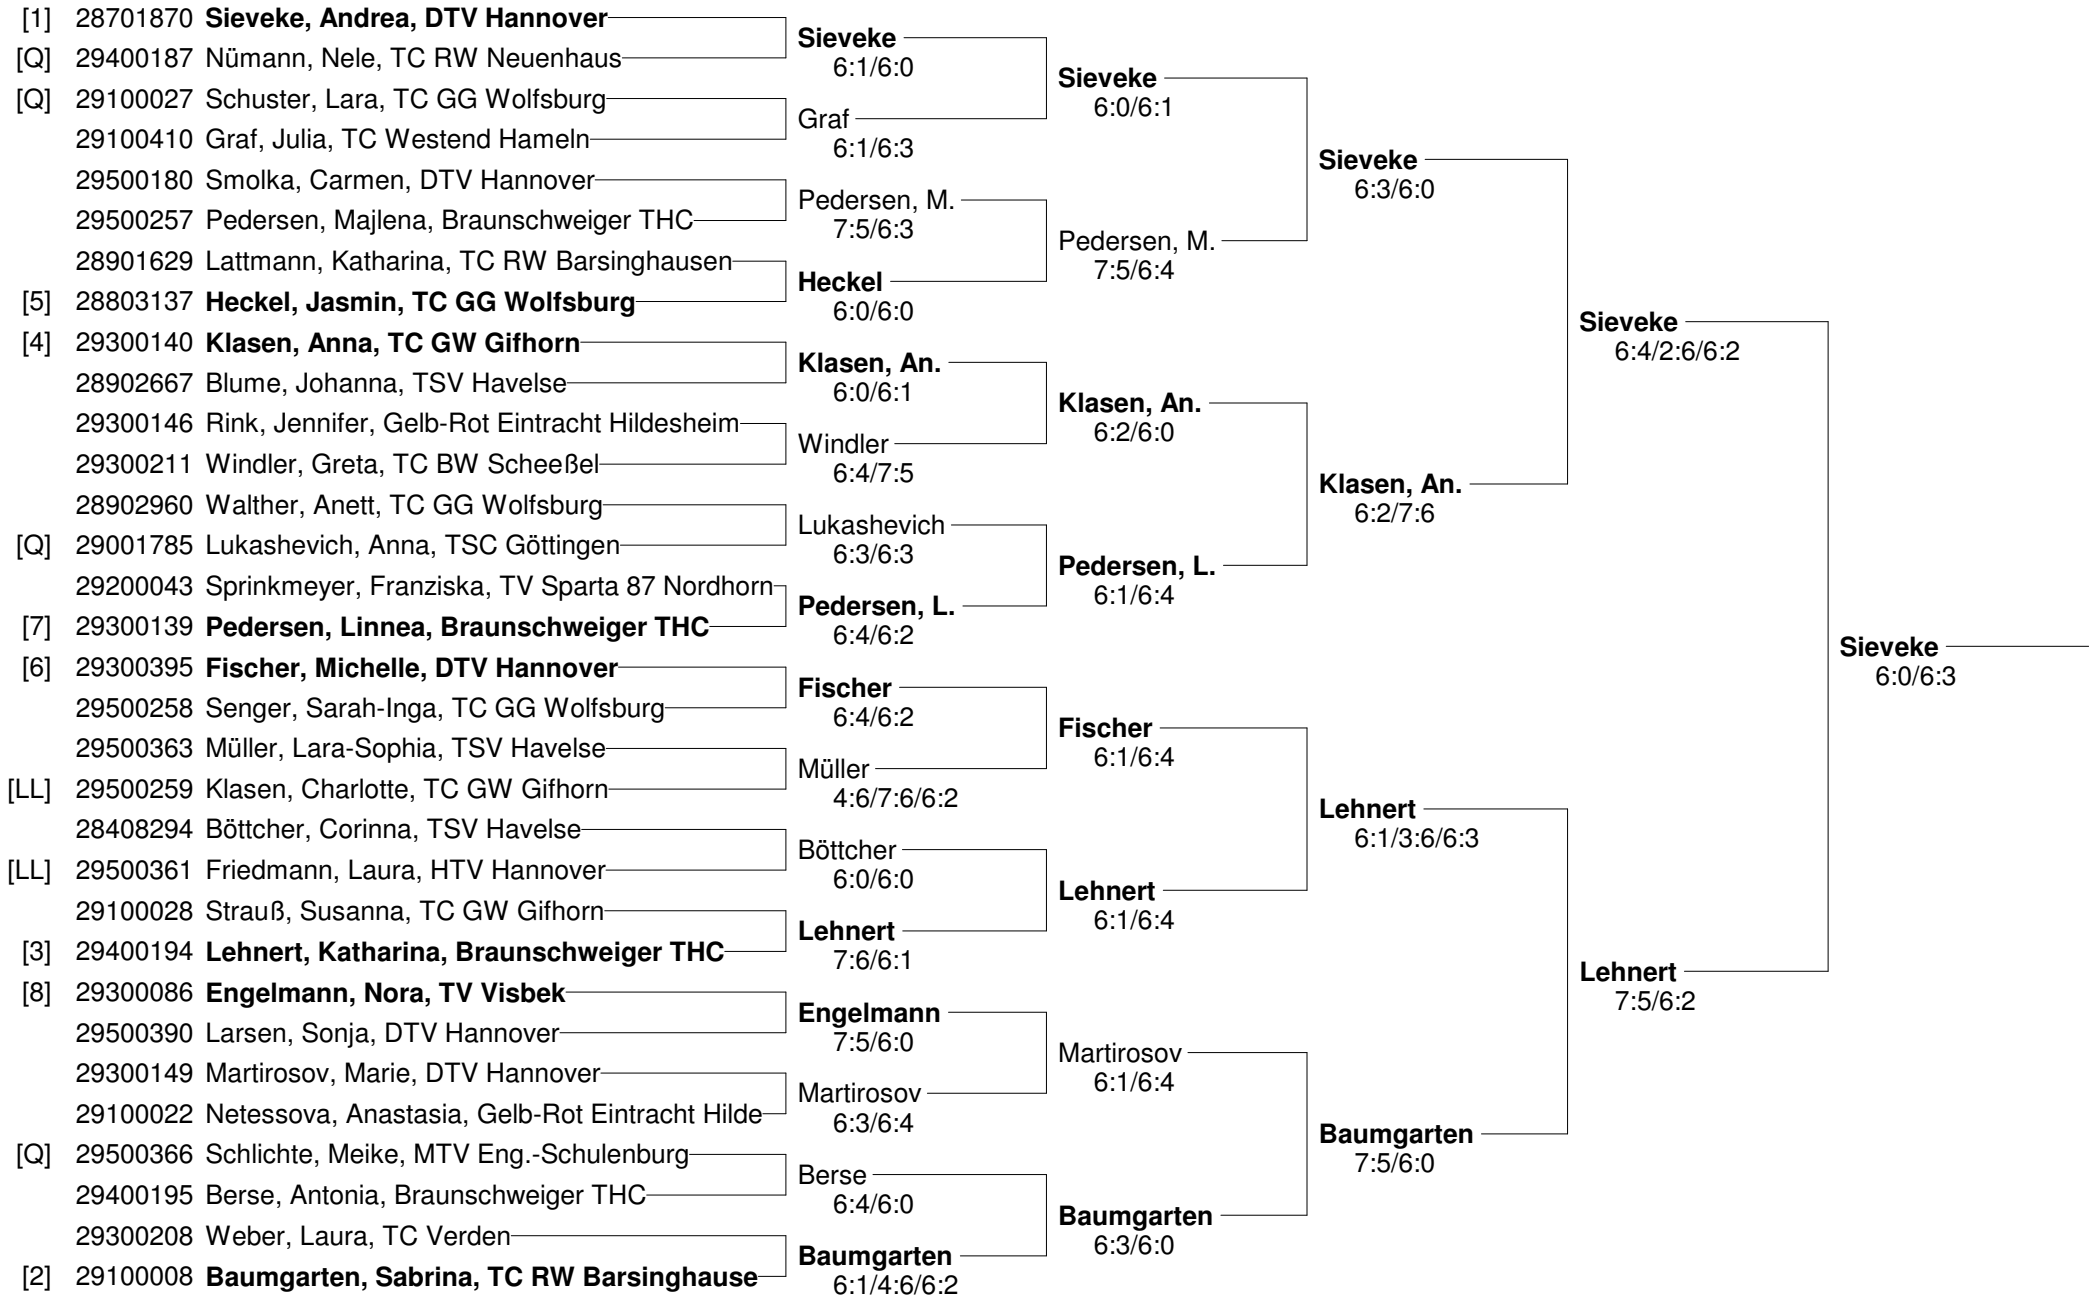 [1] 28701870 Sieveke, Andrea, DTV Hannover
[Q] 29400187 Nümann, Nele, TC RW Neuenhaus
[Q] 29100027 Schuster, Lara, TC GG Wolfsburg
29100410 Graf, Julia, TC Westend Hameln
29500180 Smolka, Carmen, DTV Hannover
29500257 Pedersen, Majlena, Braunschweiger THC
28901629 Lattmann, Katharina, TC RW Barsinghausen
[5] 28803137 Heckel, Jasmin, TC GG Wolfsburg
[4] 29300140 Klasen, Anna, TC GW Gifhorn
28902667 Blume, Johanna, TSV Havelse
29300146 Rink, Jennifer, Gelb-Rot Eintracht Hildesheim
29300211 Windler, Greta, TC BW Scheeßel
28902960 Walther, Anett, TC GG Wolfsburg
[Q] 29001785 Lukashevich, Anna, TSC Göttingen
29200043 Sprinkmeyer, Franziska, TV Sparta 87 Nordhorn
[7] 29300139 Pedersen, Linnea, Braunschweiger THC
[6] 29300395 Fischer, Michelle, DTV Hannover
29500258 Senger, Sarah-Inga, TC GG Wolfsburg
29500363 Müller, Lara-Sophia, TSV Havelse
[LL] 29500259 Klasen, Charlotte, TC GW Gifhorn
28408294 Böttcher, Corinna, TSV Havelse
[LL] 29500361 Friedmann, Laura, HTV Hannover
29100028 Strauß, Susanna, TC GW Gifhorn
[3] 29400194 Lehnert, Katharina, Braunschweiger THC
[8] 29300086 Engelmann, Nora, TV Visbek
29500390 Larsen, Sonja, DTV Hannover
29300149 Martirosov, Marie, DTV Hannover
29100022 Netessova, Anastasia, Gelb-Rot Eintracht Hilde
[Q] 29500366 Schlichte, Meike, MTV Eng.-Schulenburg
29400195 Berse, Antonia, Braunschweiger THC
29300208 Weber, Laura, TC Verden
[2] 29100008 Baumgarten, Sabrina, TC RW Barsinghause
Sieveke
6:1/6:0
Graf
6:1/6:3
Pedersen, M.
7:5/6:3
Heckel
6:0/6:0
Klasen, An.
6:0/6:1
Windler
6:4/7:5
Lukashevich
6:3/6:3
Pedersen, L.
6:4/6:2
Fischer
6:4/6:2
Müller
4:6/7:6/6:2
Böttcher
6:0/6:0
Lehnert
7:6/6:1
Engelmann
7:5/6:0
Martirosov
6:3/6:4
Berse
6:4/6:0
Baumgarten
6:1/4:6/6:2
Sieveke
6:0/6:1
Pedersen, M.
7:5/6:4
Klasen, An.
6:2/6:0
Pedersen, L.
6:1/6:4
Fischer
6:1/6:4
Lehnert
6:1/6:4
Martirosov
6:1/6:4
Baumgarten
6:3/6:0
Sieveke
6:3/6:0
Klasen, An.
6:2/7:6
Lehnert
6:1/3:6/6:3
Baumgarten
7:5/6:0
Sieveke
6:4/2:6/6:2
Lehnert
7:5/6:2
Sieveke
6:0/6:3